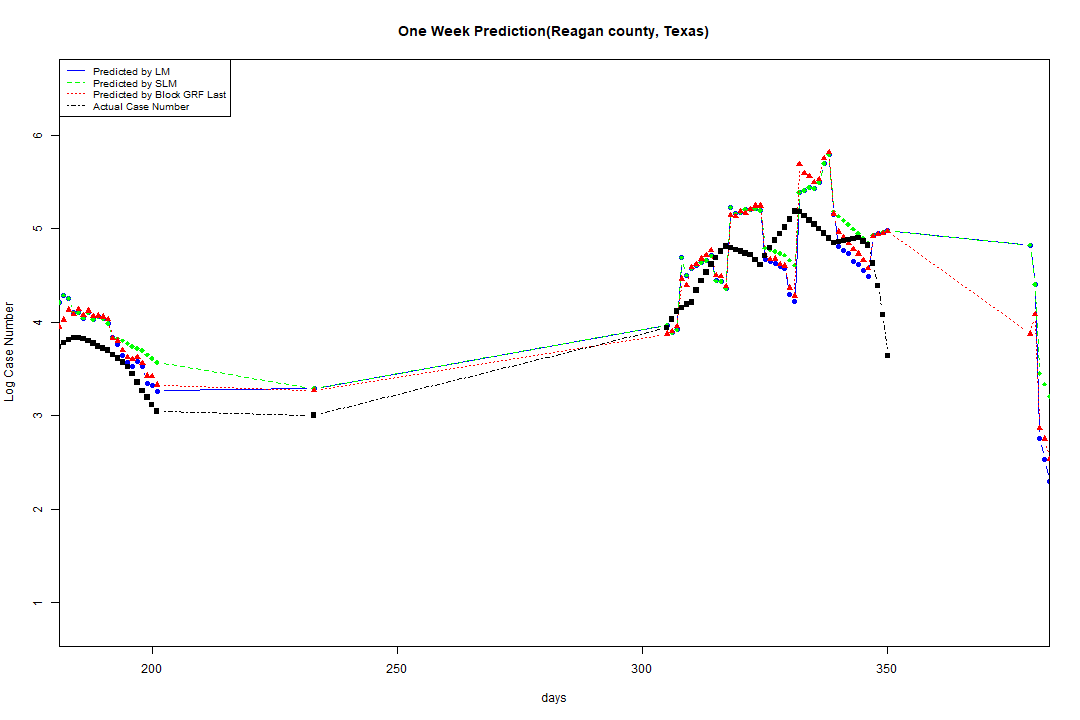 One Week Prediction(Reagan county, Texas)
Predicted by LM
Predicted by SLM
Predicted by Block GRF Last
Actual Case Number
6
5
4
3
2
1
Log Case Number
200 250 300 350
days